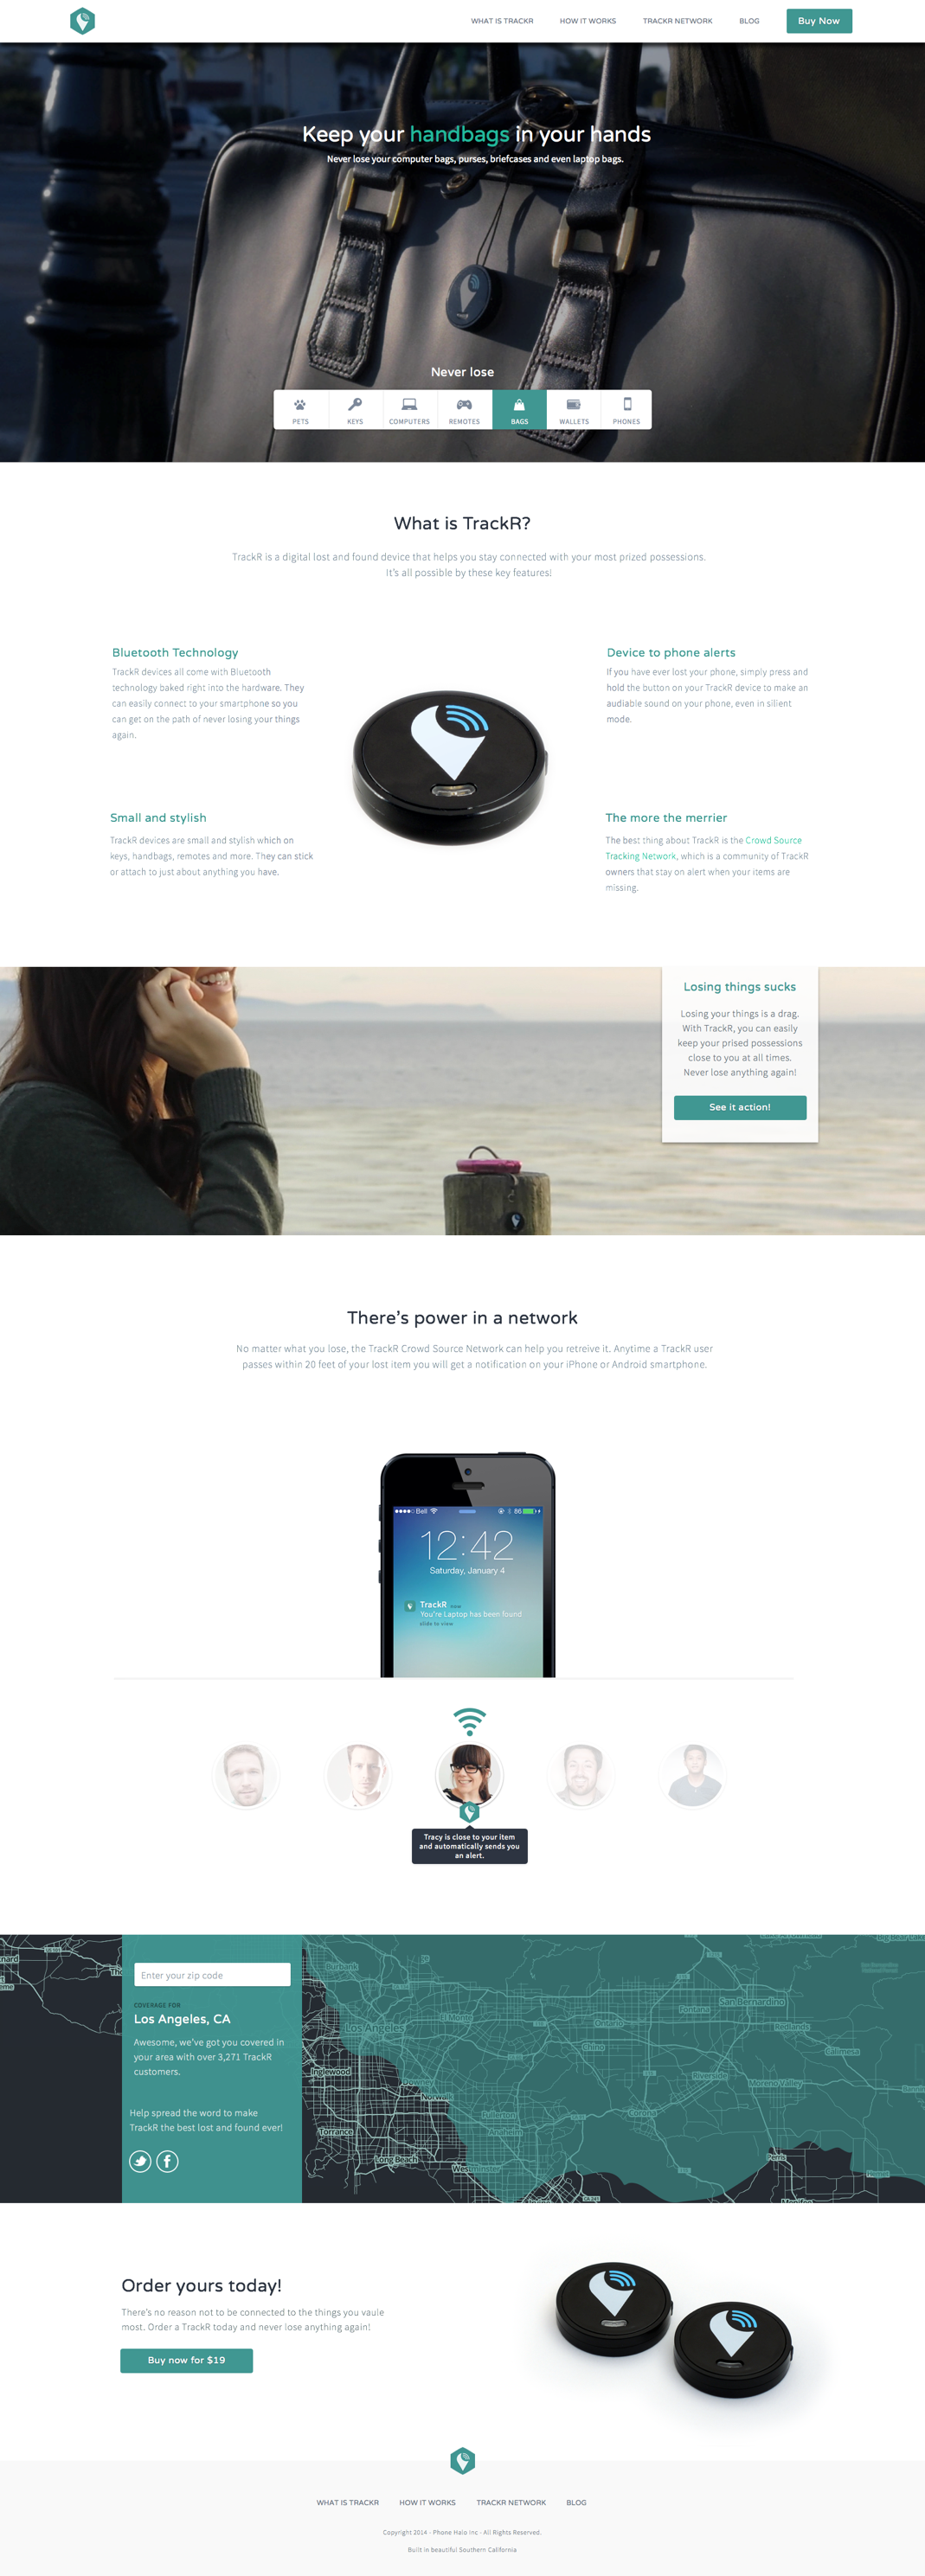 WHAT IS TRACKR HOW IT WORKS TRACKR NETWORK BLOG Buy Now
Keep your handbags in your hands
Never lose your computer bags, purses, briefcases and even laptop bags.
Never lose
PETS KEYS COMPUTERS REMOTES BAGS WALLETS PHONES
What is TrackR?
TrackR is a digital lost and found device that helps you stay connected with your most prized possessions.
It's all possible by these key features!
Bluetooth Technology
TrackR devices all come with Bluetooth
technology baked right into the hardware. They
can easily connect to your smartphone so you
can get on the path of never losing your things
again.
Device to phone alerts
If you have ever lost your phone, simply press and
hold the button on your TrackR device to make an
audiable sound on your phone, even in silient
mode.
Small and stylish
TrackR devices are small and stylish which on
keys, handbags, remotes and more. They can stick
or attach to just about anything you have.
The more the merrier
The best thing about TrackR is the Crowd Source
Tracking Network, which is a community of TrackR
owners that stay on alert when your items are
missing.
Losing things sucks
Losing your things is a drag.
With TrackR, you can easily
keep your prised possessions
close to you at all times.
Never lose anything again!
See it action!
There's power in a network
No matter what you lose, the TrackR Crowd Source Network can help you retreive it. Anytime a TrackR user
passes within 20 feet of your lost item you will get a notification on your iPhone or Android smartphone.
Bell 86
12:42
Saturday, January 4
TrackR now
You're Laptop has been found
slide to view
Tracy is close to your item
and automatically sends you
an alert.
Enter your zip code
COVERAGE FOR
Los Angeles, CA
Awesome, we've got you covered in
your area with over 3,271 TrackR
customers.
Help spread the word to make
TrackR the best lost and found ever!
Burbank
San Bernardino
Fontana
Los Angeles
El Monte
Ontario
Redlands
Chino
Calimesa
Inglewood
Downey
Riverside
Moreno Valley
Norwalk
Fullerton
Corona
Torrance
Anaheim
Long Beach
Westminster
Perris
Hemet
Order yours today!
There's no reason not to be connected to the things you vaule
most. Order a TrackR today and never lose anything again!
Buy now for $19
WHAT IS TRACKR HOW IT WORKS TRACKR NETWORK BLOG
Copyright 2014 - Phone Halo Inc - All Rights Reserved.
Built in beautiful Southern California